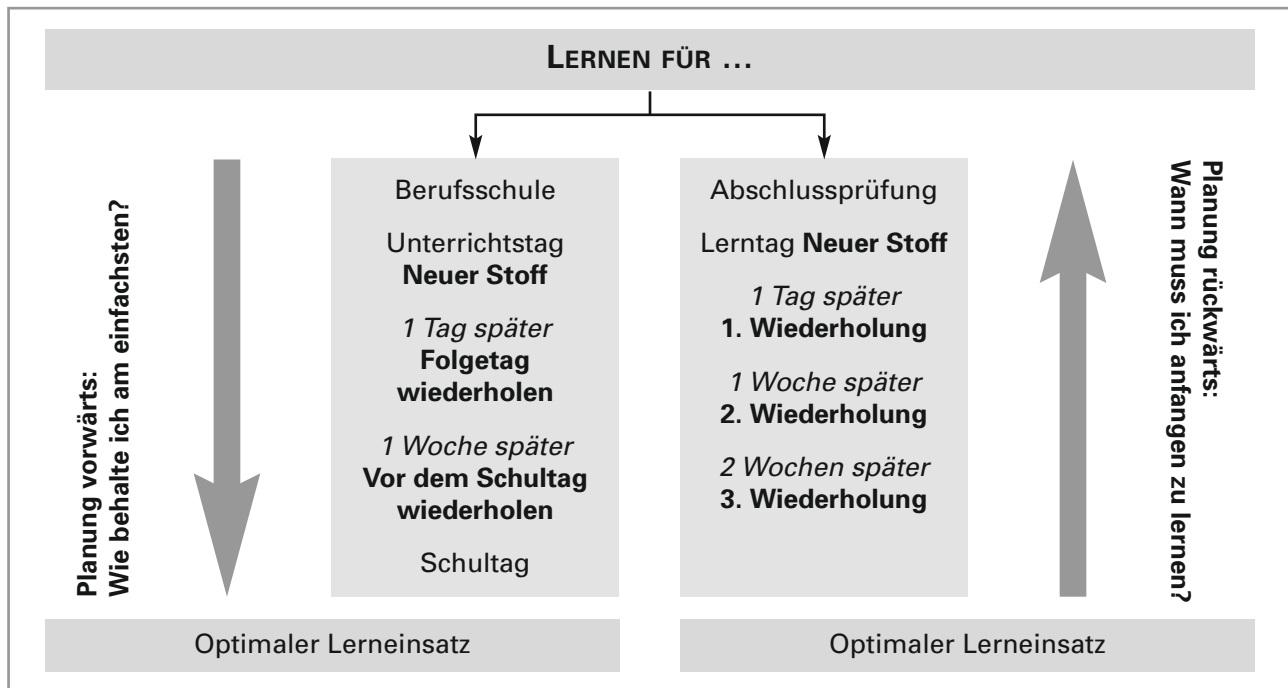 LERNEN FÜR …
Planung vorwärts:
Wie behalte ich am einfachsten?
Berufsschule
Unterrichtstag
Neuer Stoff
1 Tag später
Folgetag
wiederholen
1 Woche später
Vor dem Schultag
wiederholen
Schultag
Optimaler Lerneinsatz
Abschlussprüfung
Lerntag Neuer Stoff
1 Tag später
1. Wiederholung
1 Woche später
2. Wiederholung
2 Wochen später
3. Wiederholung
Optimaler Lerneinsatz
Planung rückwärts:
Wann muss ich anfangen zu lernen?